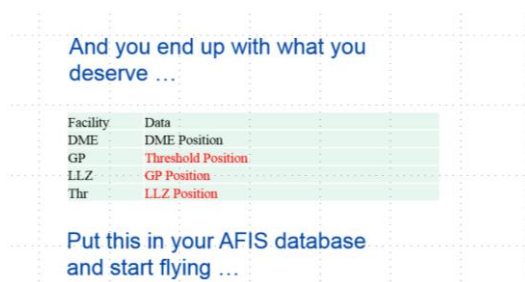 And you end up with what you
deserve …
Facility Data
DME DME Position
GP Threshold Position
LLZ GP Position
Thr LLZ Position
Put this in your AFIS database
and start flying …